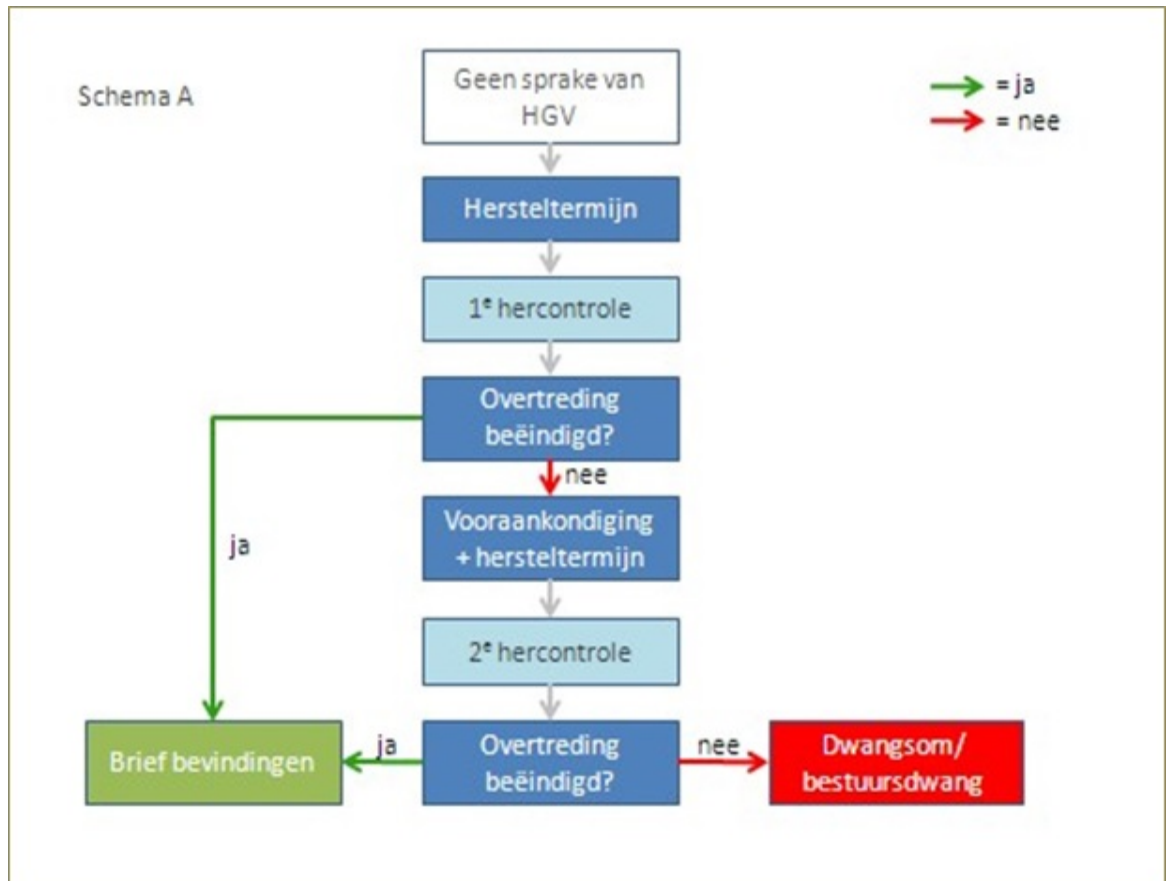 Schema A
Geen sprake van
HGV
= ja
= nee
Hersteltermijn
1e hercontrole
Overtreding
beëindigd?
nee
Vooraankondiging
+ hersteltermijn
ja
2e hercontrole
Brief bevindingen
ja
Overtreding
beëindigd?
nee
Dwangsom/
bestuursdwang